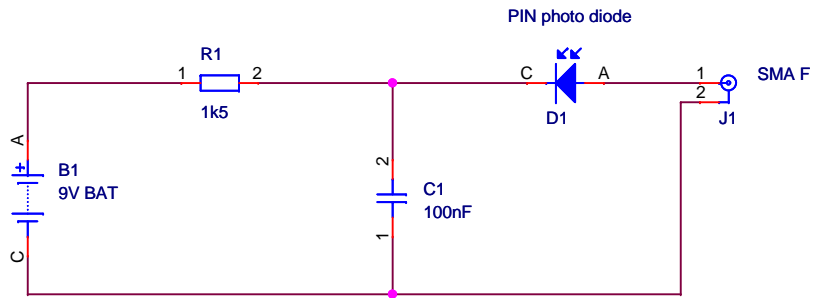 PIN photo diode
R1
1 2
1k5
C A
D1
1
2
SMA F
J1
A
+
B1
9V BAT
C
2
C1
100nF
1